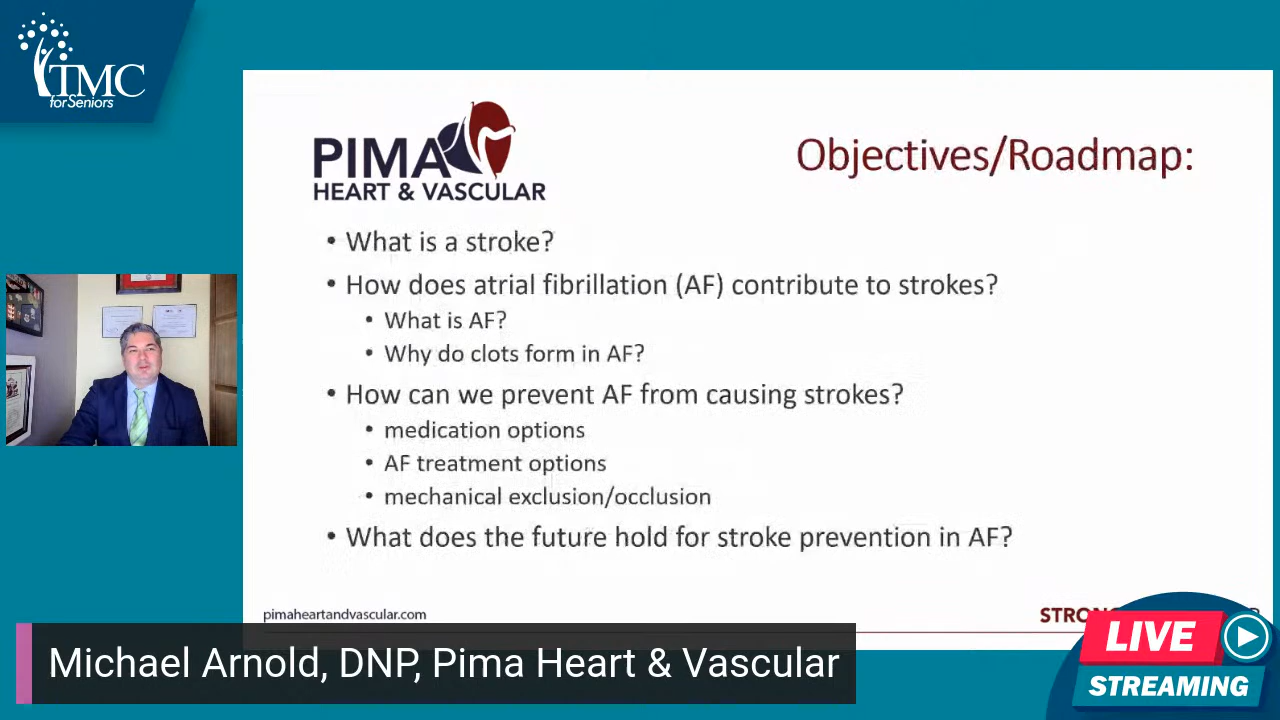 TMC
for Seniors
PIMA
HEART & VASCULAR
Objectives/Roadmap:
• What is a stroke?
• How does atrial fibrillation (AF) contribute to strokes?
• What is AF?
• Why do clots form in AF?
• How can we prevent AF from causing strokes?
• medication options
• AF treatment options
• mechanical exclusion/occlusion
• What does the future hold for stroke prevention in AF?
pimaheartandvascular.com
Michael Arnold, DNP, Pima Heart & Vascular
LIVE
STREAMING